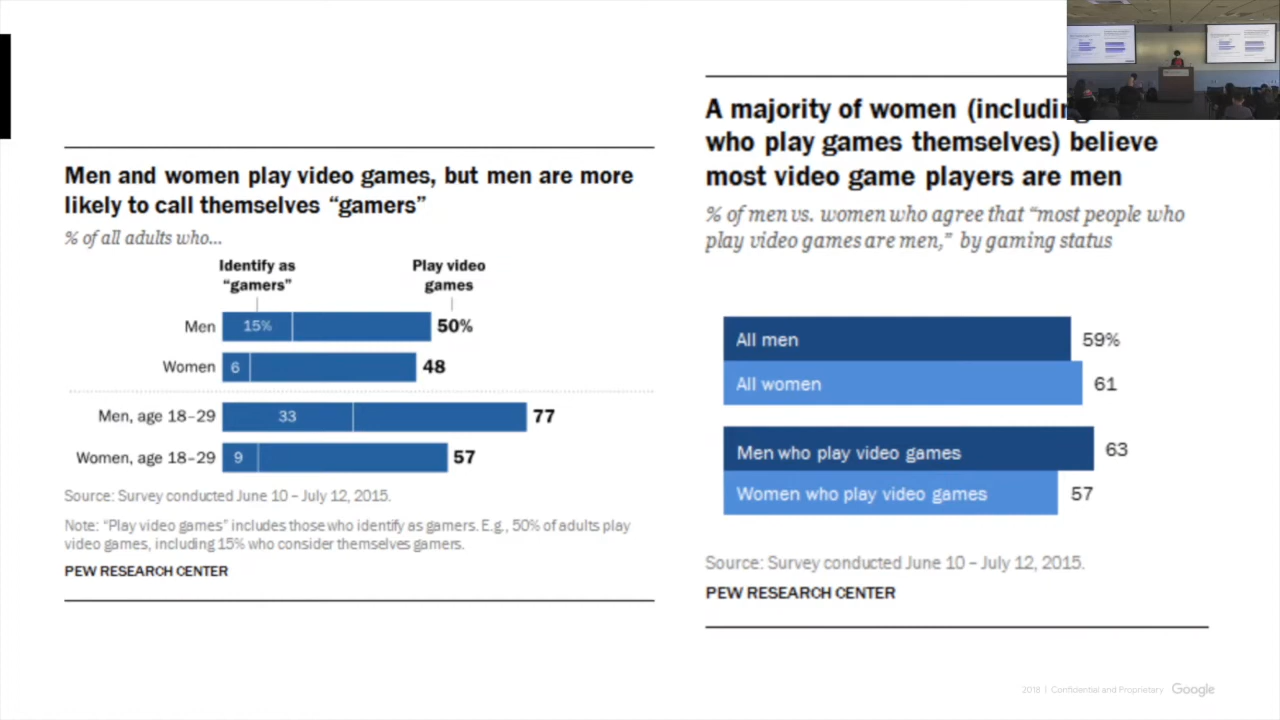 Men and women play video games, but men are more
likely to call themselves “gamers”
% of all adults who...
Identify as
“gamers”
Play video
games
Men 15% 50%
Women 6 48
Men, age 18–29 33 77
Women, age 18–29 9 57
Source: Survey conducted June 10 – July 12, 2015.
Note: “Play video games” includes those who identify as gamers. E.g., 50% of adults play
video games, including 15% who consider themselves gamers.
PEW RESEARCH CENTER
A majority of women (including
who play games themselves) believe
most video game players are men
% of men vs. women who agree that “most people who
play video games are men,” by gaming status
All men 59%
All women 61
Men who play video games 63
Women who play video games 57
Source: Survey conducted June 10 – July 12, 2015.
PEW RESEARCH CENTER
2018 | Confidential and Proprietary Google